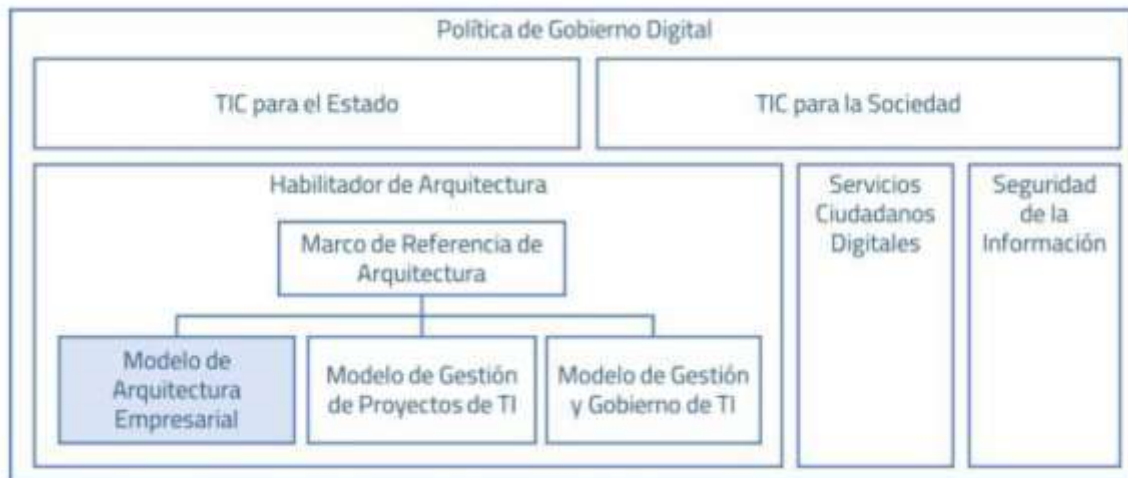 Política de Gobierno Digital
TIC para el Estado
TIC para la Sociedad
Habilitador de Arquitectura
Marco de Referencia de
Arquitectura
Modelo de
Arquitectura
Empresarial
Modelo de Gestión
de Proyectos de TI
Modelo de Gestión
y Gobierno de TI
Servicios
Ciudadanos
Digitales
Seguridad
de la
Información